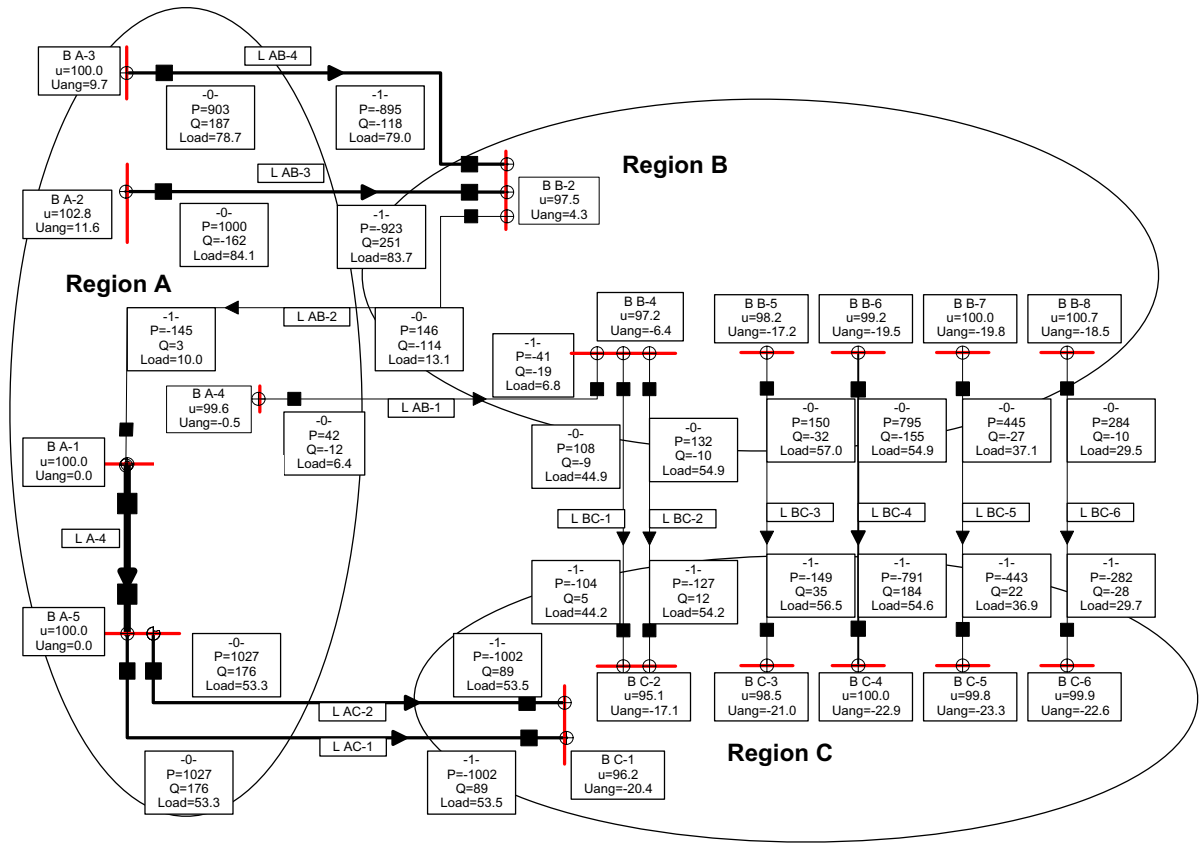 B A-3
u=100.0
Uang=9.7
L AB-4
-0-
P=903
Q=187
Load=78.7
-1-
P=-895
Q=-118
Load=79.0
Region B
L AB-3
B A-2
u=102.8
Uang=11.6
B B-2
u=97.5
Uang=4.3
-0-
P=1000
Q=-162
Load=84.1
-1-
P=-923
Q=251
Load=83.7
Region A
-1-
P=-145
Q=3
Load=10.0
L AB-2
-0-
P=146
Q=-114
Load=13.1
B B-4
u=97.2
Uang=-6.4
B B-5
u=98.2
Uang=-17.2
B B-6
u=99.2
Uang=-19.5
B B-7
u=100.0
Uang=-19.8
B B-8
u=100.7
Uang=-18.5
-1-
P=-41
Q=-19
Load=6.8
B A-4
u=99.6
Uang=-0.5
L AB-1
-0-
P=42
Q=-12
Load=6.4
-0-
P=108
Q=-9
Load=44.9
-0-
P=132
Q=-10
Load=54.9
-0-
P=150
Q=-32
Load=57.0
-0-
P=795
Q=-155
Load=54.9
-0-
P=445
Q=-27
Load=37.1
-0-
P=284
Q=-10
Load=29.5
B A-1
u=100.0
Uang=0.0
L A-4
L BC-1
L BC-2
L BC-3
L BC-4
L BC-5
L BC-6
-1-
P=-104
Q=5
Load=44.2
-1-
P=-127
Q=12
Load=54.2
-1-
P=-149
Q=35
Load=56.5
-1-
P=-791
Q=184
Load=54.6
-1-
P=-443
Q=22
Load=36.9
-1-
P=-282
Q=-28
Load=29.7
B A-5
u=100.0
Uang=0.0
-0-
P=1027
Q=176
Load=53.3
-1-
P=-1002
Q=89
Load=53.5
B C-2
u=95.1
Uang=-17.1
B C-3
u=98.5
Uang=-21.0
B C-4
u=100.0
Uang=-22.9
B C-5
u=99.8
Uang=-23.3
B C-6
u=99.9
Uang=-22.6
L AC-2
L AC-1
Region C
-0-
P=1027
Q=176
Load=53.3
-1-
P=-1002
Q=89
Load=53.5
B C-1
u=96.2
Uang=-20.4